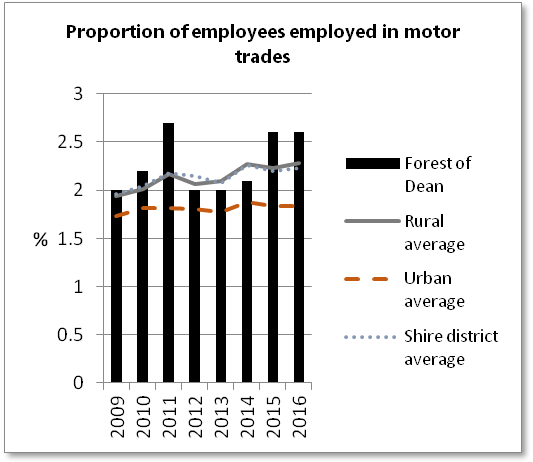 Proportion of employees employed in motor
trades
3
2.5
2
1.5
1
0.5
0
%
2009
2010
2011
2012
2013
2014
2015
2016
Forest of
Dean
Rural
average
Urban
average
Shire district
average